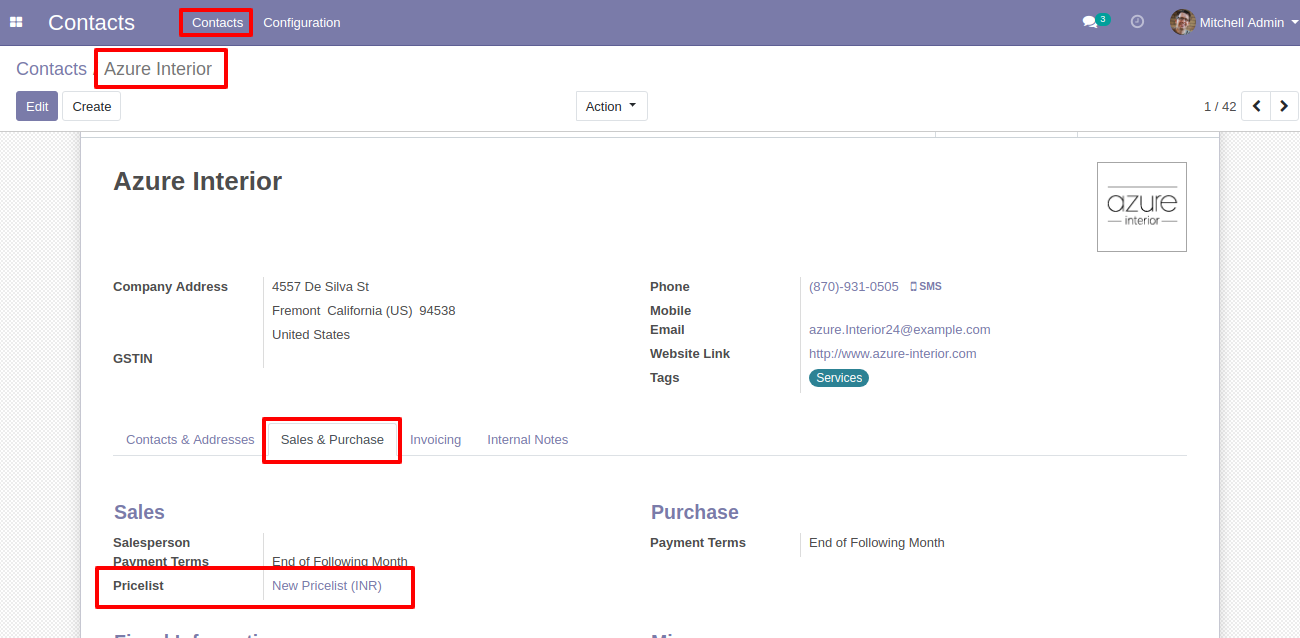 Contacts Contacts Configuration 3 Mitchell Admin
Contacts / Azure Interior
Edit Create Action 1 / 42
Azure Interior
azure
interior
Company Address 4557 De Silva St Phone (870)-931-0505 SMS
Fremont California (US) 94538 Mobile
United States Email azure.Interior24@example.com
GSTIN Website Link http://www.azure-interior.com
Tags Services
Contacts & Addresses Sales & Purchase Invoicing Internal Notes
Sales Purchase
Salesperson Payment Terms End of Following Month
Payment Terms End of Following Month
Pricelist New Pricelist (INR)